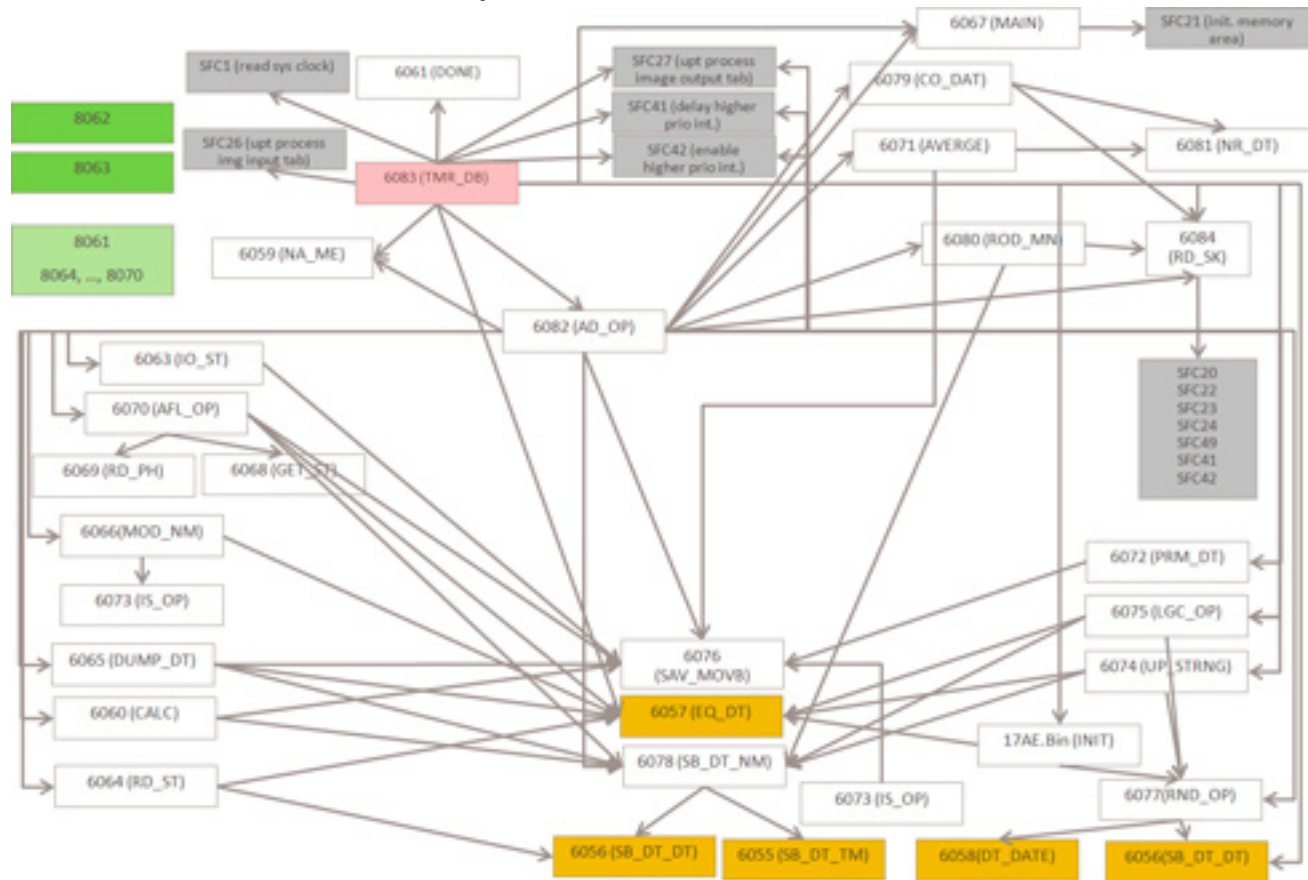 6067 (MAIN)
SFC21 (init. memory
area)
SFC1 (read sys clock)
6061 (DONE)
SFC27 (upt process
image output tab)
6079 (CO_DAT)
8062
SFC41 (delay higher
prio int.)
SFC26 (upt process
img input tab)
SFC42 (enable
higher prio int.)
6071 (AVERGE)
6081 (NR_DT)
8063
6083 (TMR_DB)
8061
8064, ..., 8070
6059 (NA_ME)
6080 (ROD_MN)
6084
(RD_SK)
6082 (AD_OP)
6063 (IO_ST)
6070 (AFL_OP)
SFC20
SFC22
SFC23
SFC24
SFC49
SFC41
SFC42
6069 (RD_PH)
6068 (GET_ST)
6066(MOD_NM)
6072 (PRM_DT)
6073 (IS_OP)
6075 (LGC_OP)
6065 (DUMP_DT)
6076
(SAV_MOVB)
6074 (UP_STRNG)
6060 (CALC)
6057 (EQ_DT)
17AE.Bin (INIT)
6064 (RD_ST)
6078 (SB_DT_NM)
6073 (IS_OP)
6077(RND_OP)
6056 (SB_DT_DT)
6055 (SB_DT_TM)
6058(DT_DATE)
6056(SB_DT_DT)